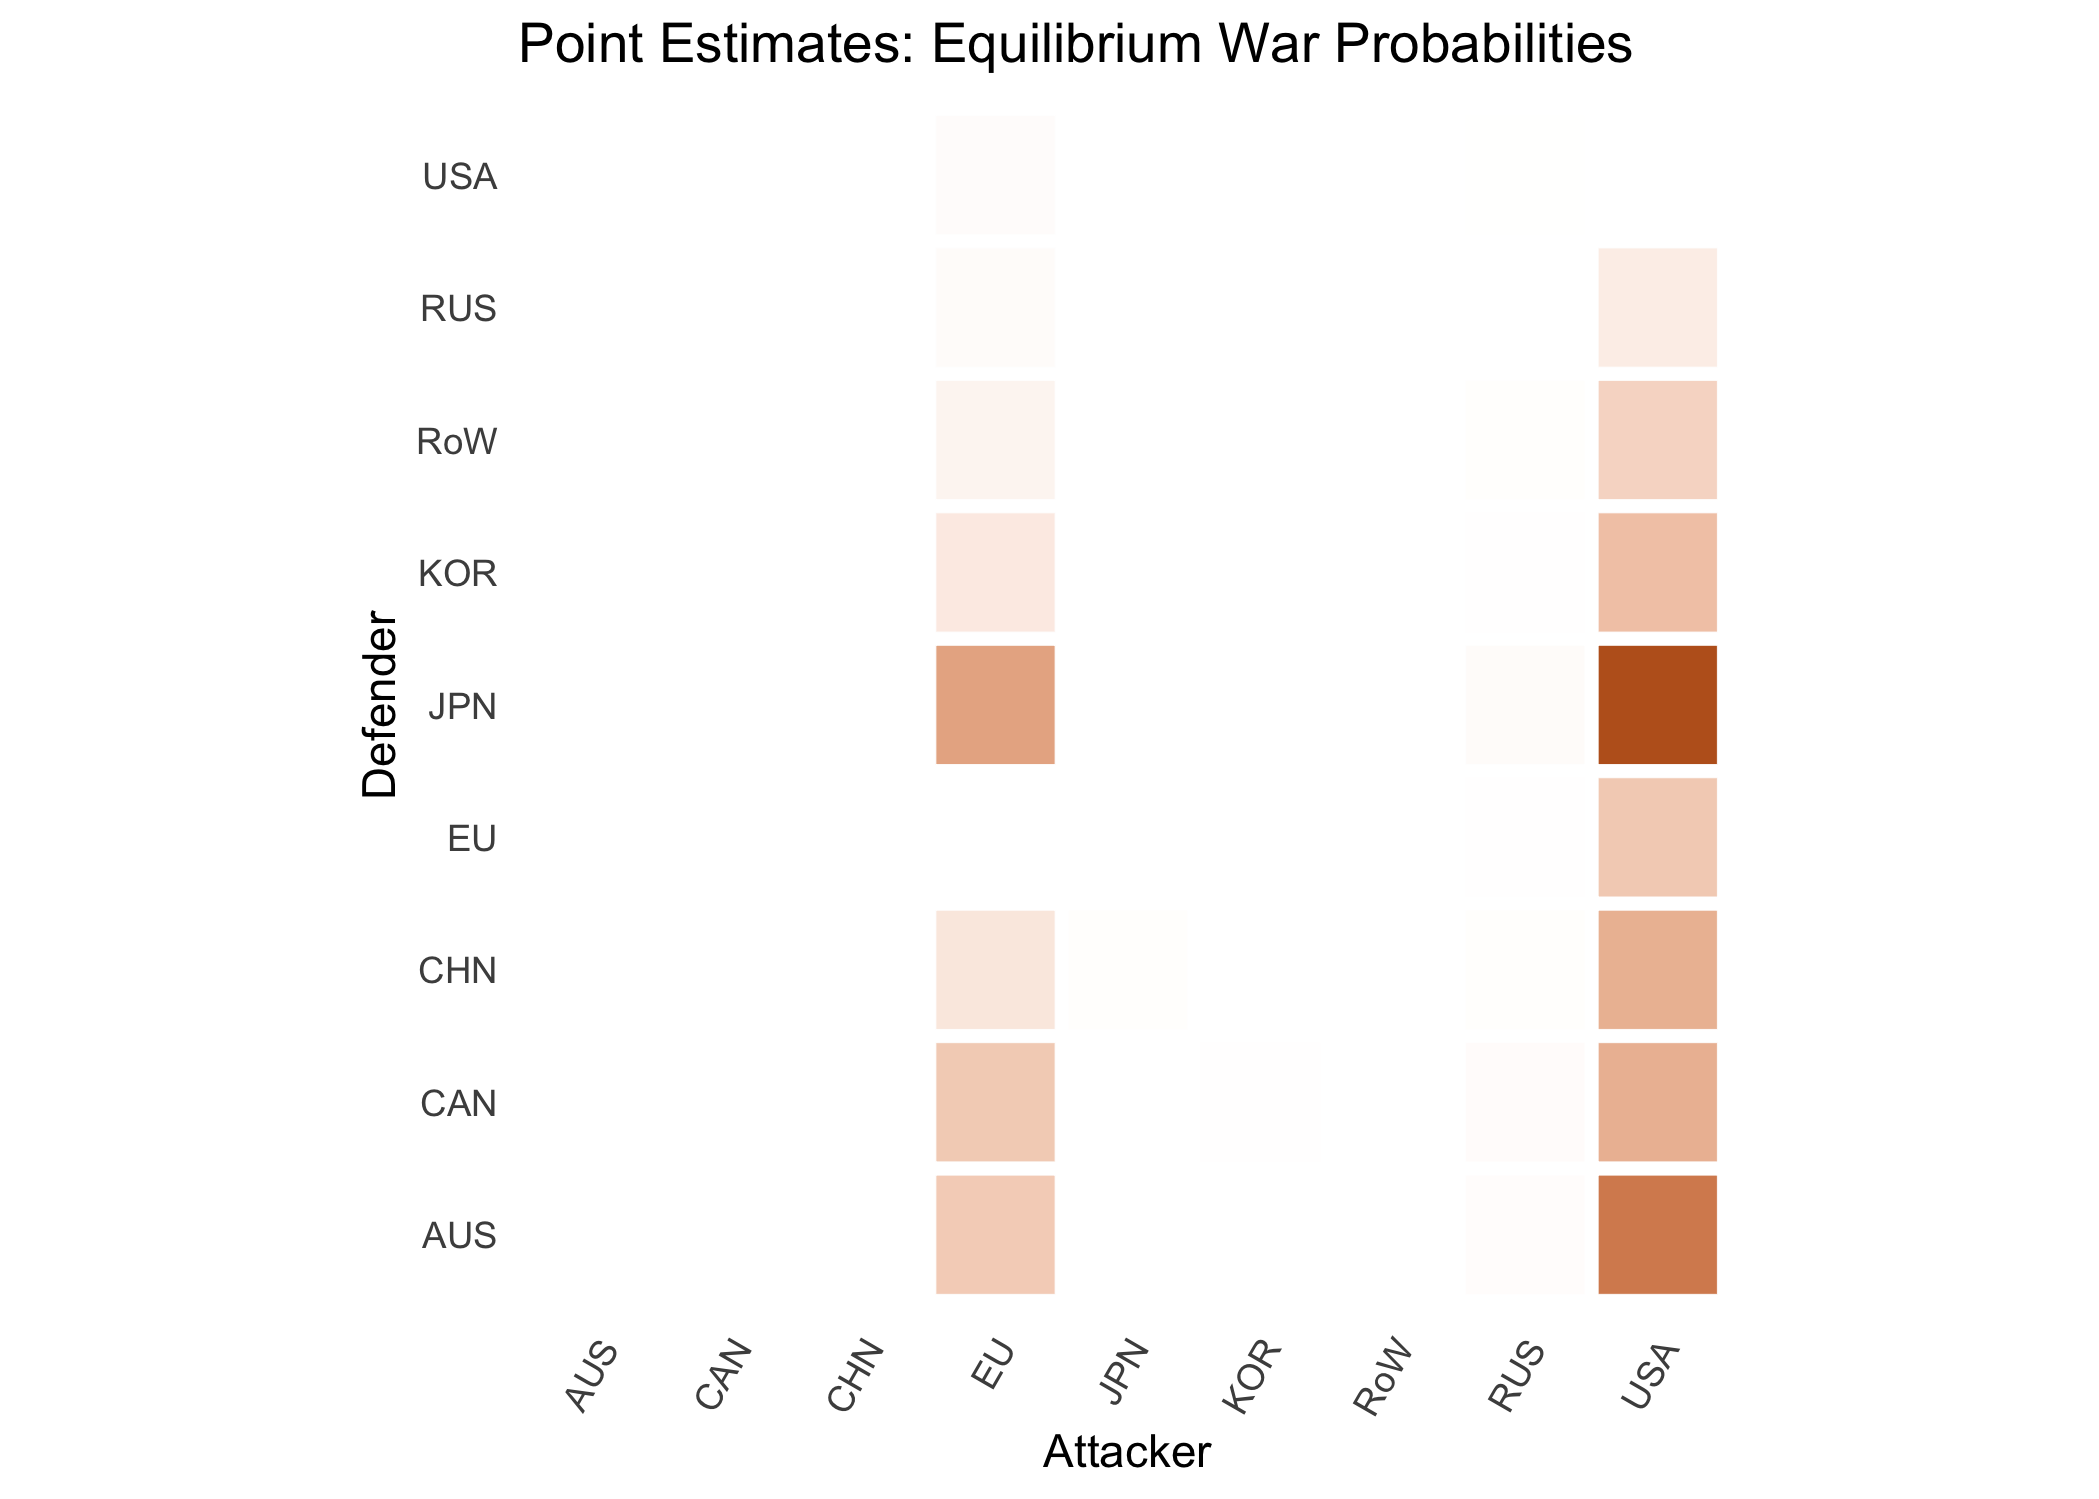 Point Estimates: Equilibrium War Probabilities
USA
RUS
RoW
KOR
JPN
EU
CHN
CAN
AUS
Defender
AUS
CAN
CHN
EU
JPN
KOR
RoW
RUS
USA
Attacker